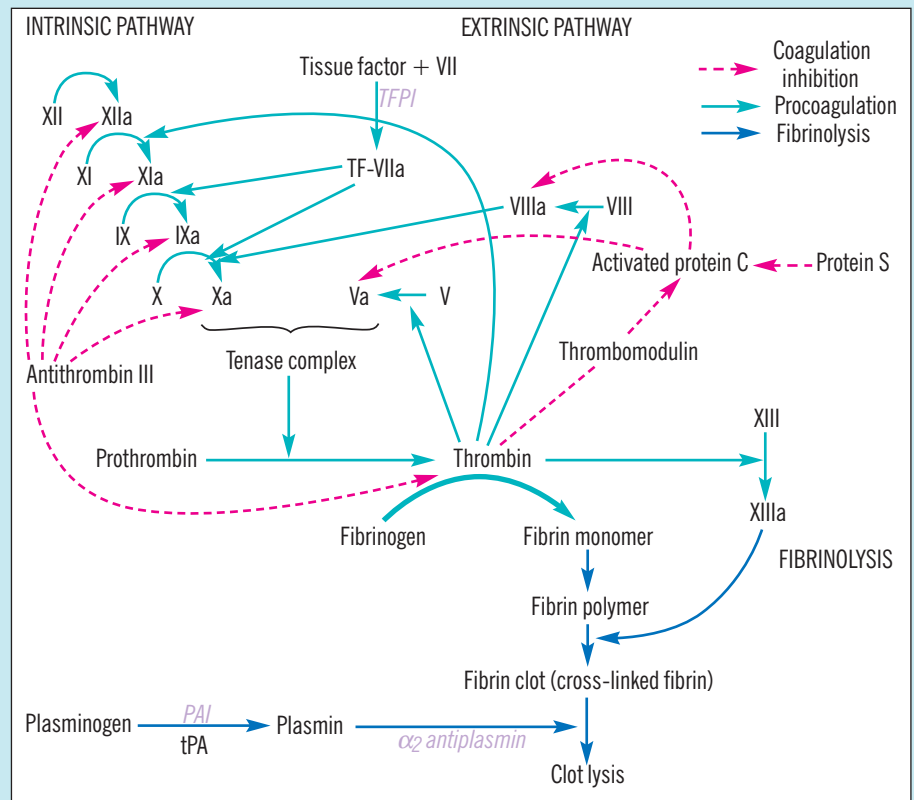 INTRINSIC PATHWAY
EXTRINSIC PATHWAY
Coagulation
inhibition
Procoagulation
Fibrinolysis
Tissue factor + VII
TFPI
XII
XIIa
XI
XIa
TF-VIIa
IX
IXa
VIIIa
VIII
X
Xa
Va
V
Activated protein C
Protein S
Antithrombin III
Tenase complex
Thrombomodulin
Prothrombin
Thrombin
XIII
XIIIa
Fibrinogen
Fibrin monomer
FIBRINOLYSIS
Fibrin polymer
Fibrin clot (cross-linked fibrin)
Plasminogen
PAI
tPA
Plasmin
α2 antiplasmin
Clot lysis